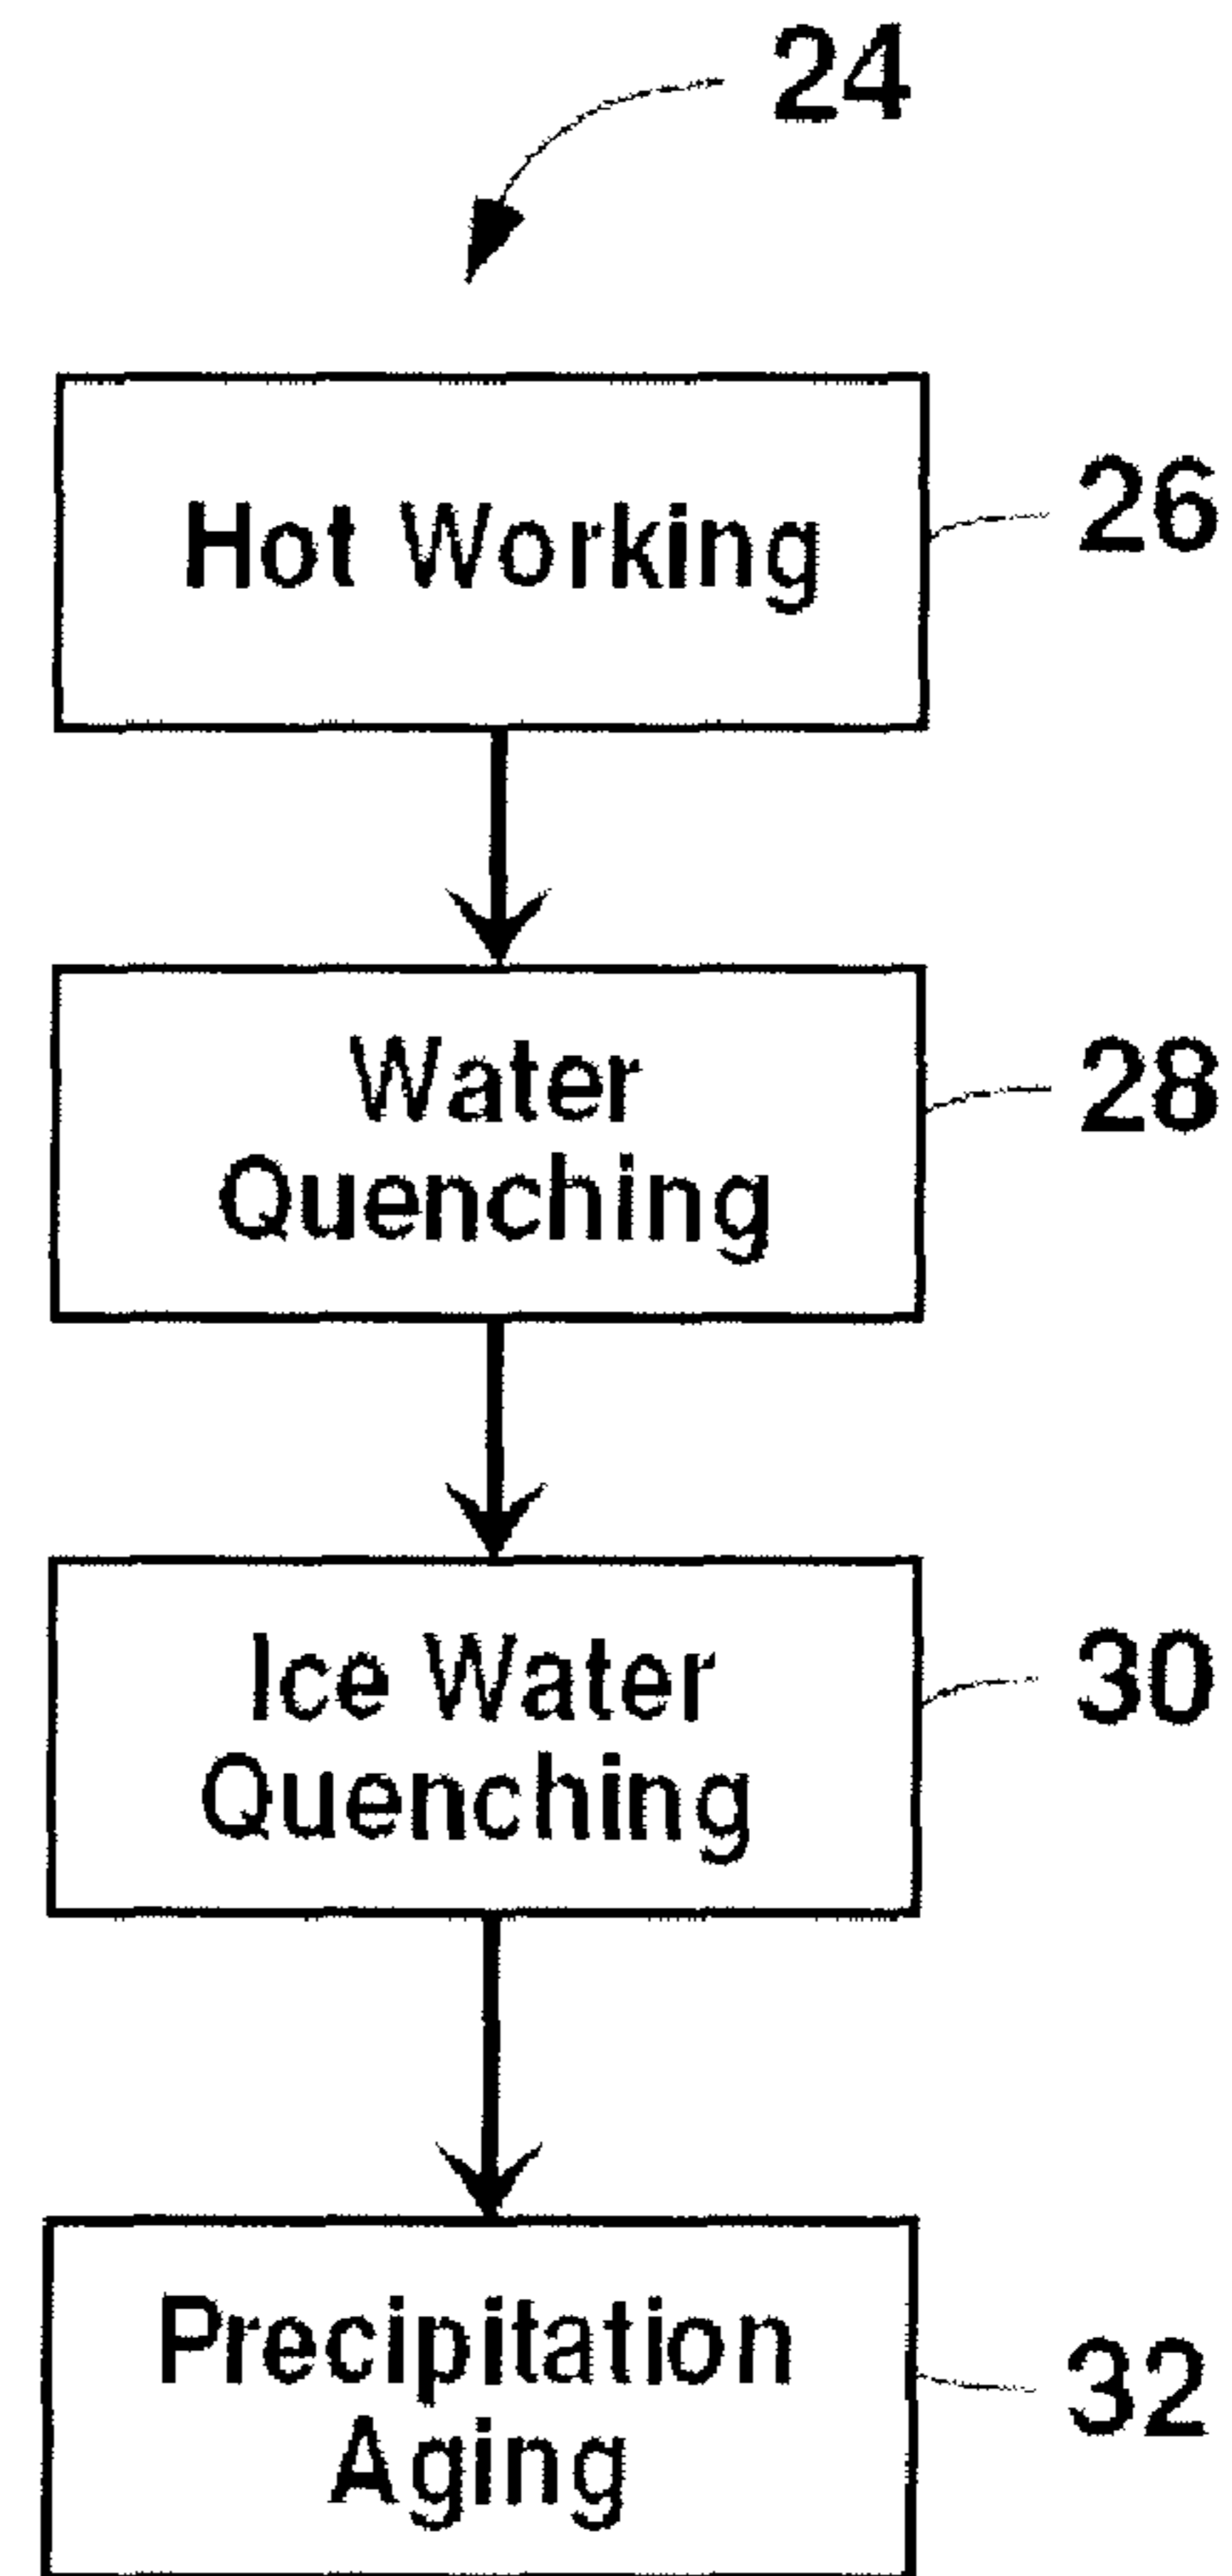 24
Hot Working
26
Water
Quenching
28
Ice Water
Quenching
30
Precipitation
Aging
32